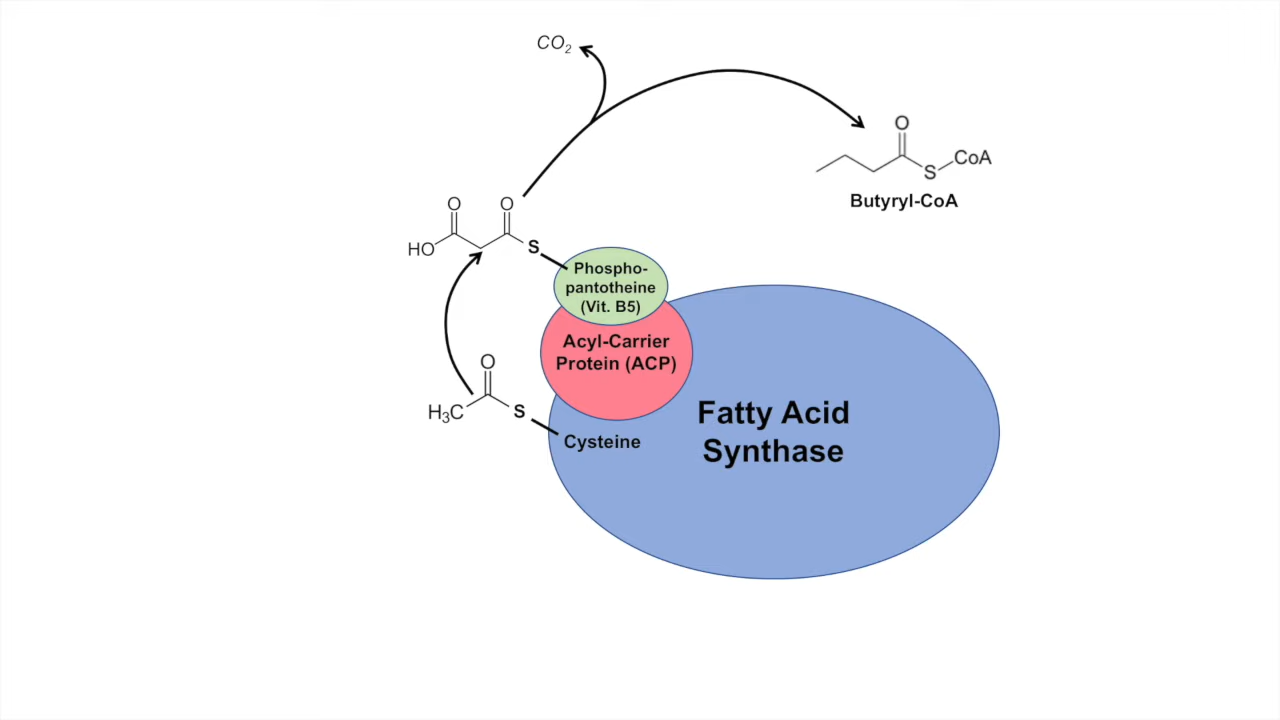 CO₂
O
S
CoA
Butyryl-CoA
O
O
HO
S
Phospho-
pantotheine
(Vit. B5)
Acyl-Carrier
Protein (ACP)
O
H₃C
S
Cysteine
Fatty Acid
Synthase